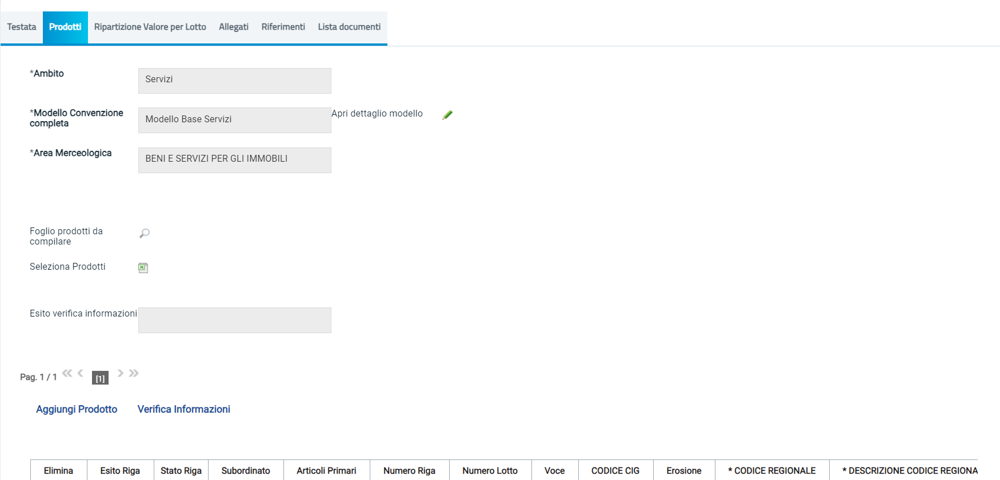 Testata Prodotti Ripartizione Valore per Lotto Allegati Riferimenti Lista documenti
*Ambito Servizi
*Modello Convenzione
completa Modello Base Servizi Apri dettaglio modello
*Area Merceologica BENI E SERVIZI PER GLI IMMOBILI
Foglio prodotti da
compilare
Seleziona Prodotti
Esito verifica informazioni
Pag. 1 / 1 [1]
Aggiungi Prodotto Verifica Informazioni
Elimina Esito Riga Stato Riga Subordinato Articoli Primari Numero Riga Numero Lotto Voce CODICE CIG Erosione * CODICE REGIONALE * DESCRIZIONE CODICE REGIONA